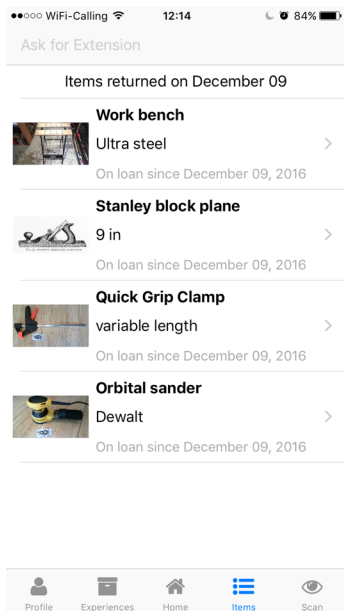 WiFi-Calling
12:14
84%
Ask for Extension
Items returned on December 09
Work bench
Ultra steel
On loan since December 09, 2016
Stanley block plane
9 in
On loan since December 09, 2016
Quick Grip Clamp
variable length
On loan since December 09, 2016
Orbital sander
Dewalt
On loan since December 09, 2016
Profile
Experiences
Home
Items
Scan